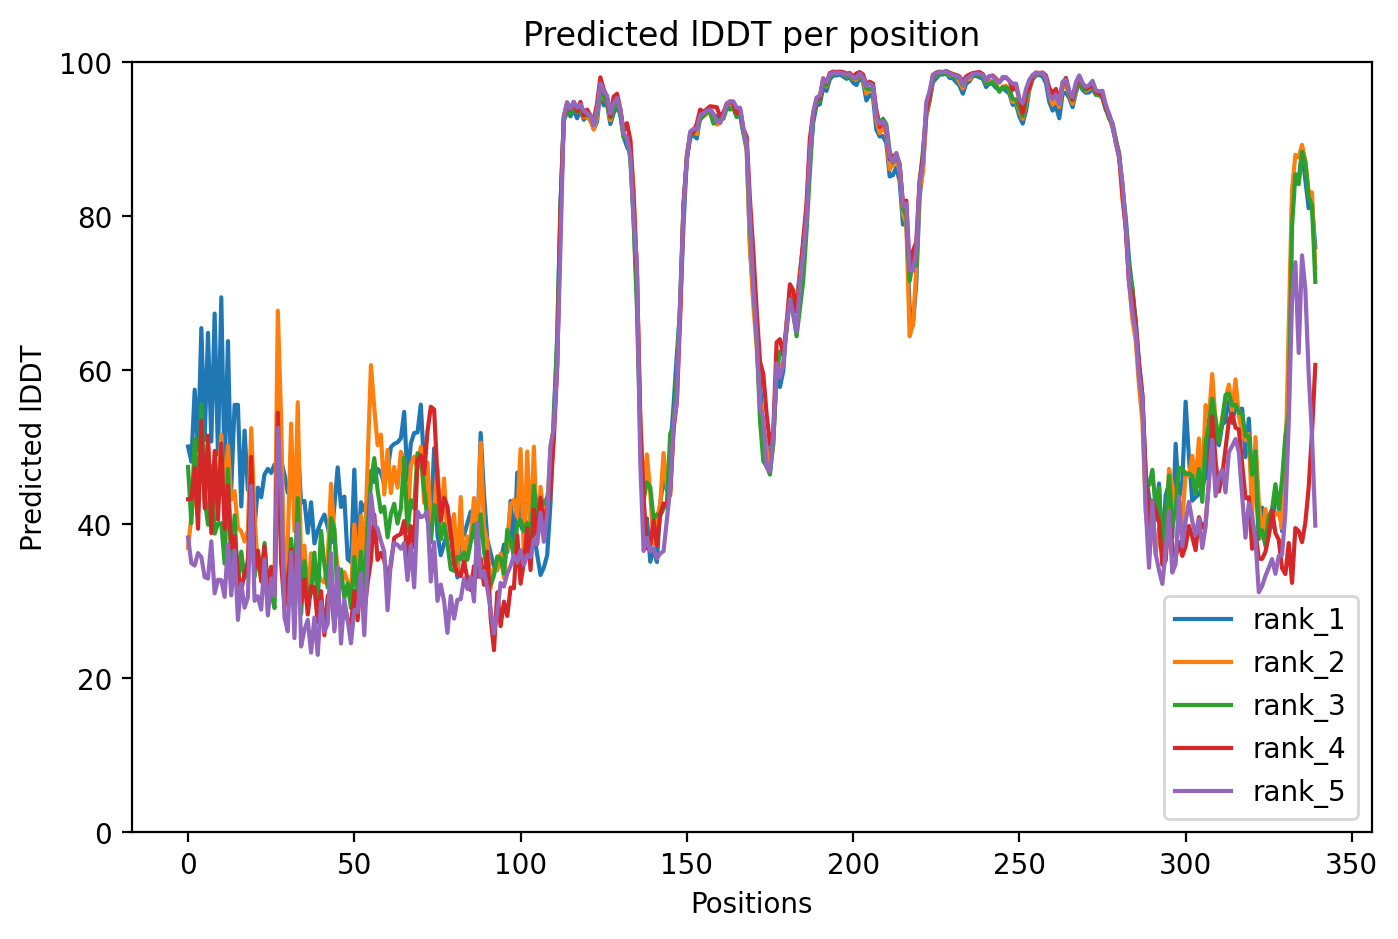 Predicted lDDT per position
Predicted lDDT
100
80
60
40
20
0
rank_1
rank_2
rank_3
rank_4
rank_5
0 50 100 150 200 250 300 350
Positions